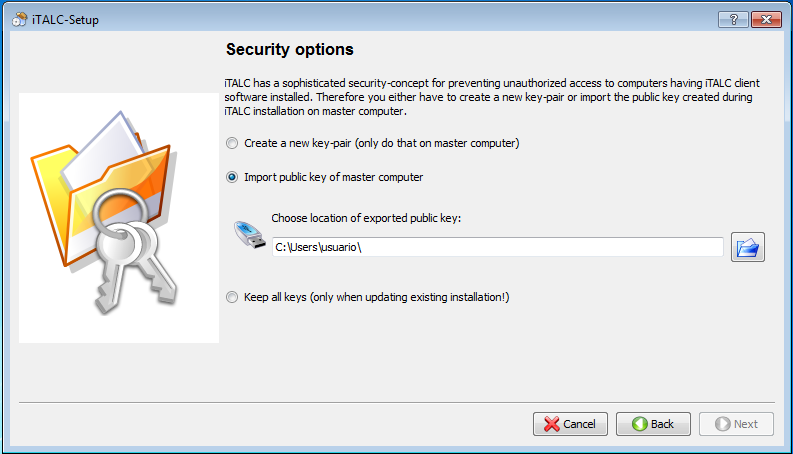 iTALC-Setup
Security options
iTALC has a sophisticated security-concept for preventing unauthorized access to computers having iTALC client
software installed. Therefore you either have to create a new key-pair or import the public key created during
iTALC installation on master computer.
Create a new key-pair (only do that on master computer)
Import public key of master computer
Choose location of exported public key:
C:\Users\usuario\
Keep all keys (only when updating existing installation!)
Cancel Back Next